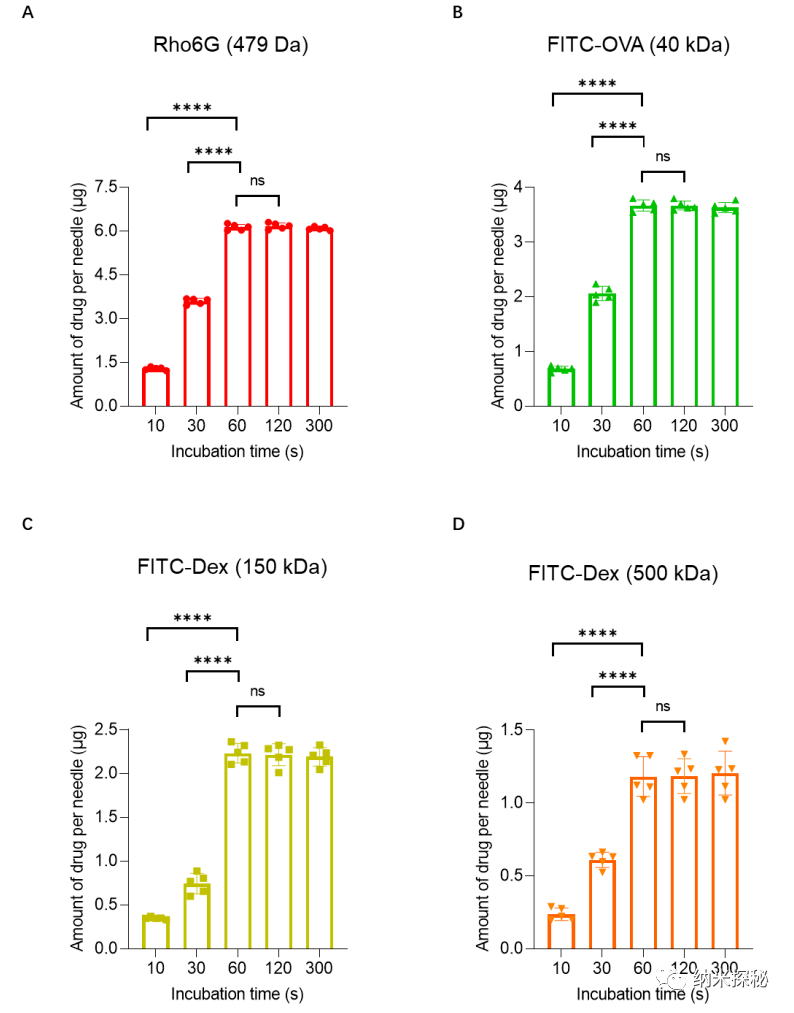 A
Rho6G (479 Da)
****
****
ns
Amount of drug per needle (μg)
7.5
6.0
4.5
3.0
1.5
0.0
10 30 60 120 300
Incubation time (s)
B
FITC-OVA (40 kDa)
****
****
ns
Amount of drug per needle (μg)
4
3
2
1
0
10 30 60 120 300
Incubation time (s)
C
FITC-Dex (150 kDa)
****
****
ns
Amount of drug per needle (μg)
2.5
2.0
1.5
1.0
0.5
0.0
10 30 60 120 300
Incubation time (s)
D
FITC-Dex (500 kDa)
****
****
ns
Amount of drug per needle (μg)
1.5
1.0
0.5
0.0
10 30 60 120 300
Incubation time (s)
纳米探秘